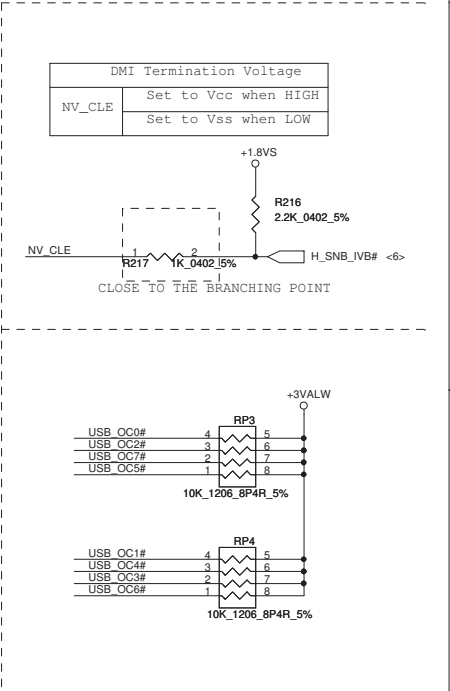 DMI Termination Voltage
NV_CLE
Set to Vcc when HIGH
Set to Vss when LOW
+1.8VS
R216
2.2K_0402_5%
NV_CLE
1 2
R217 1K_0402_5%
H_SNB_IVB# <6>
CLOSE TO THE BRANCHING POINT
+3VALW
RP3
USB_OC0# 4 5
USB_OC2# 3 6
USB_OC7# 2 7
USB_OC5# 1 8
10K_1206_8P4R_5%
RP4
USB_OC1# 4 5
USB_OC4# 3 6
USB_OC3# 2 7
USB_OC6# 1 8
10K_1206_8P4R_5%